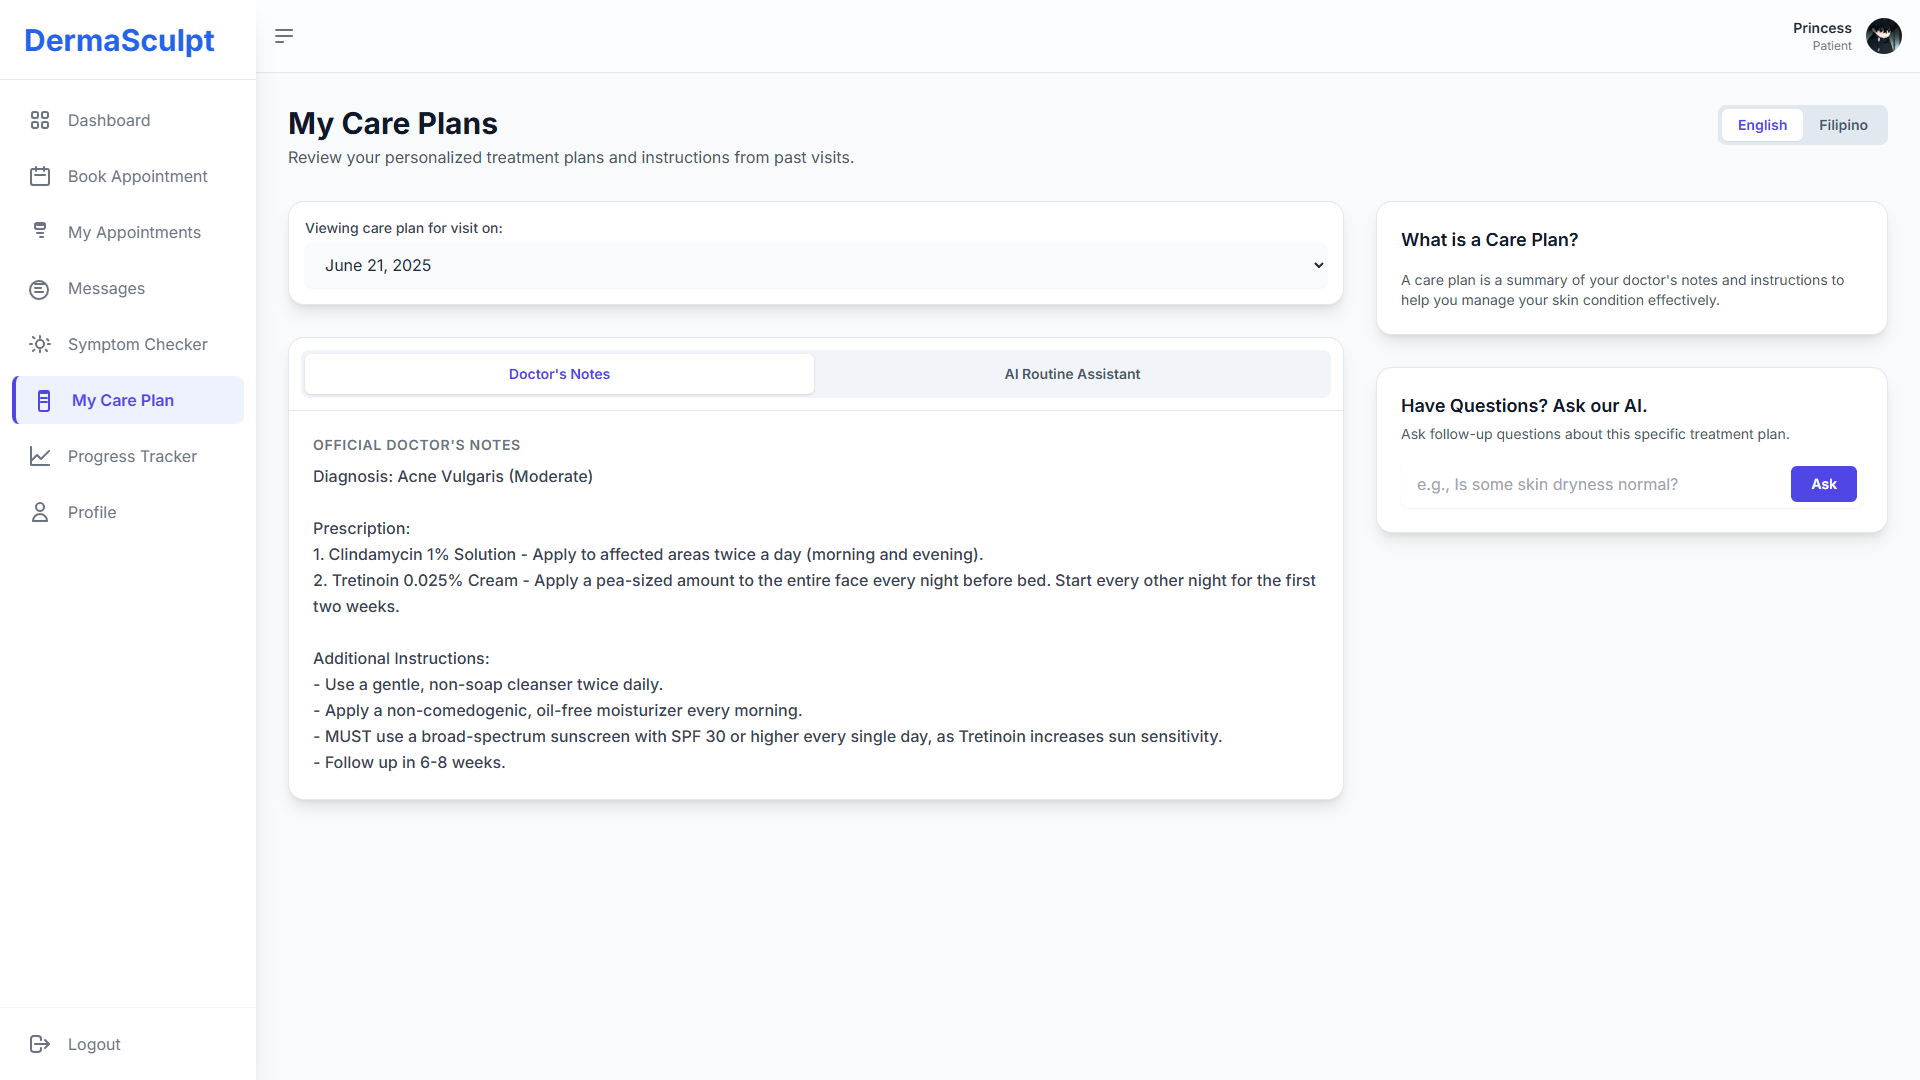 DermaSculpt
Princess
Patient
Dashboard
Book Appointment
My Appointments
Messages
Symptom Checker
My Care Plan
Progress Tracker
Profile
Logout
My Care Plans
Review your personalized treatment plans and instructions from past visits.
English
Filipino
Viewing care plan for visit on:
June 21, 2025
Doctor's Notes
AI Routine Assistant
OFFICIAL DOCTOR'S NOTES
Diagnosis: Acne Vulgaris (Moderate)
Prescription:
1. Clindamycin 1% Solution - Apply to affected areas twice a day (morning and evening).
2. Tretinoin 0.025% Cream - Apply a pea-sized amount to the entire face every night before bed. Start every other night for the first
two weeks.
Additional Instructions:
- Use a gentle, non-soap cleanser twice daily.
- Apply a non-comedogenic, oil-free moisturizer every morning.
- MUST use a broad-spectrum sunscreen with SPF 30 or higher every single day, as Tretinoin increases sun sensitivity.
- Follow up in 6-8 weeks.
What is a Care Plan?
A care plan is a summary of your doctor's notes and instructions to
help you manage your skin condition effectively.
Have Questions? Ask our AI.
Ask follow-up questions about this specific treatment plan.
e.g., Is some skin dryness normal?
Ask